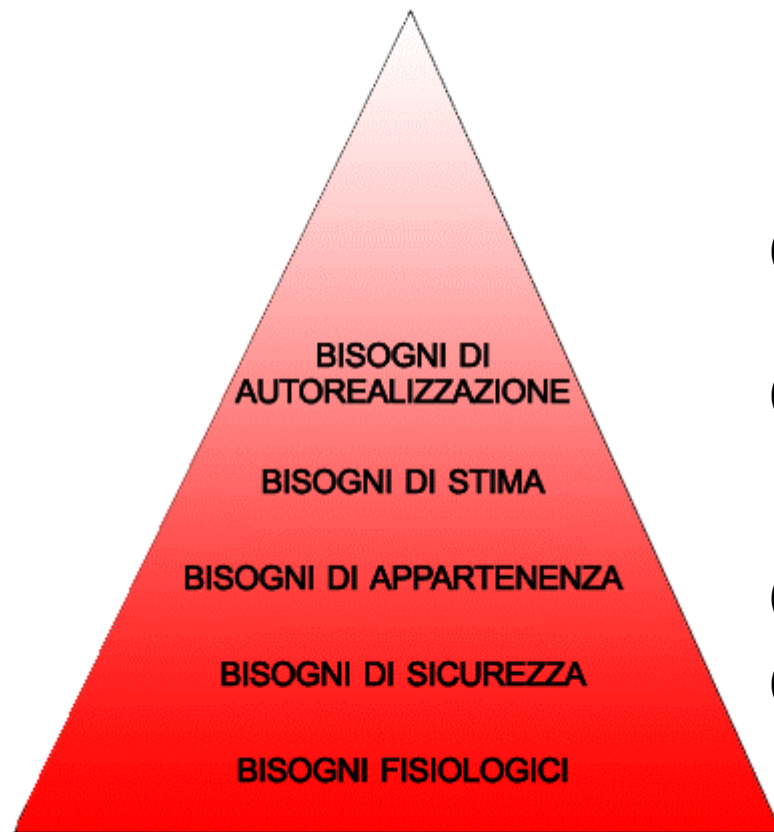 BISOGNI DI
AUTOREALIZZAZIONE
BISOGNI DI STIMA
BISOGNI DI APPARTENENZA
BISOGNI DI SICUREZZA
BISOGNI FISIOLOGICI